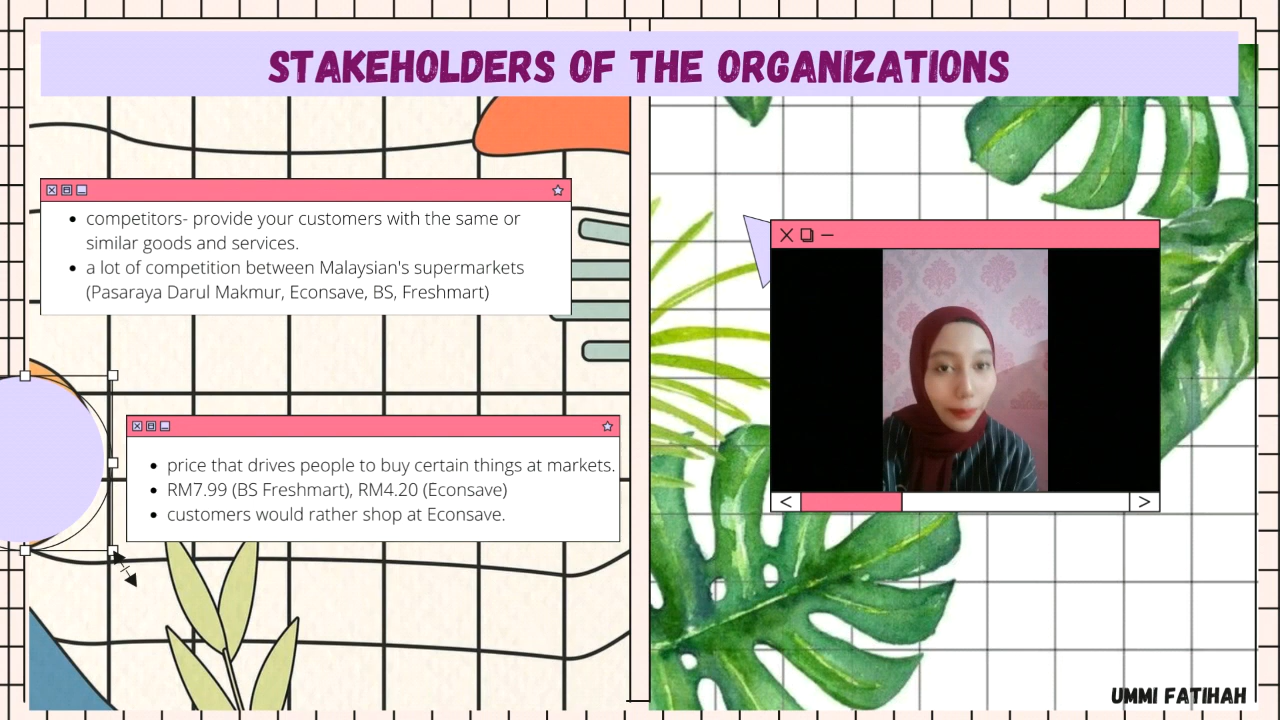 STAKEHOLDERS OF THE ORGANIZATIONS
• competitors- provide your customers with the same or
similar goods and services.
• a lot of competition between Malaysian's supermarkets
(Pasaraya Darul Makmur, Econsave, BS, Freshmart)
• price that drives people to buy certain things at markets.
• RM7.99 (BS Freshmart), RM4.20 (Econsave)
• customers would rather shop at Econsave.
UMMI FATIHAH